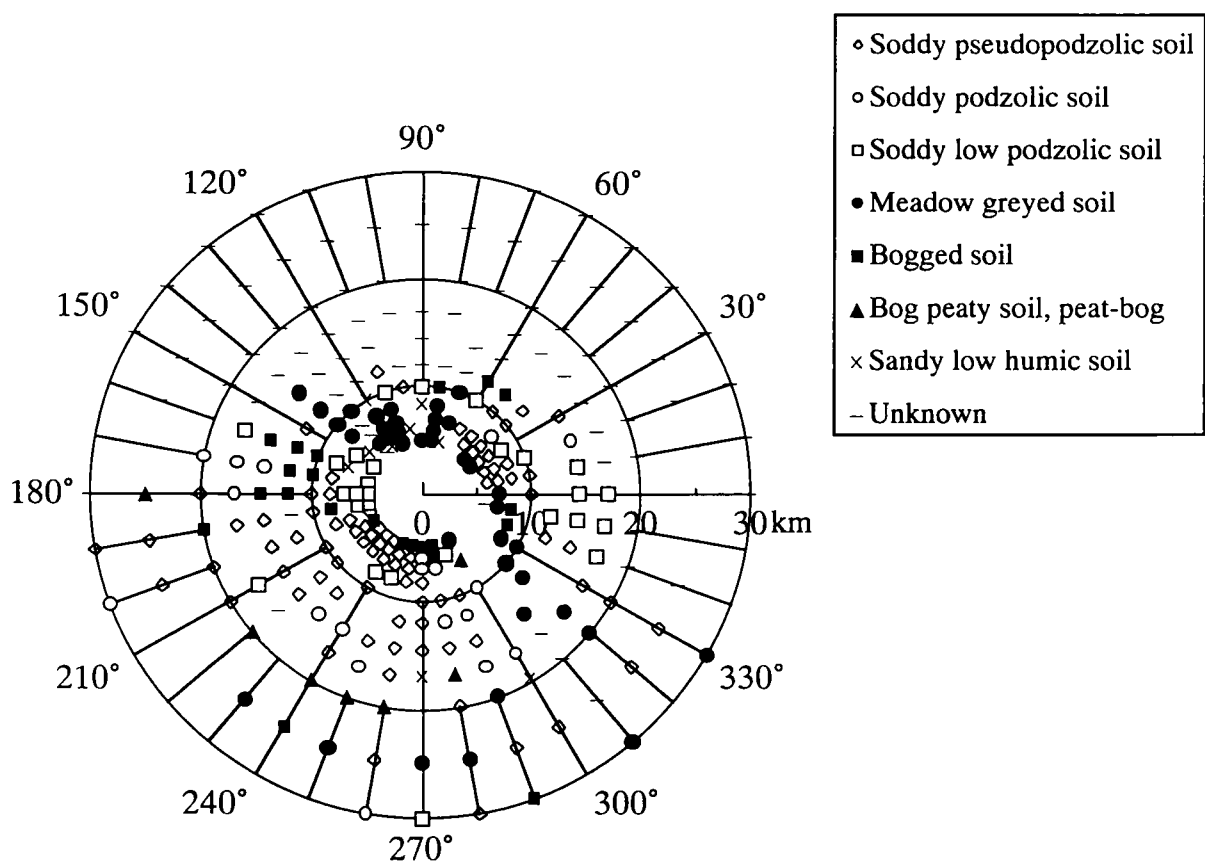 Soddy pseudopodzolic soil
Soddy podzolic soil
Soddy low podzolic soil
Meadow greyed soil
Bogged soil
Bog peaty soil, peat-bog
Sandy low humic soil
Unknown
90°
120°
60°
150°
30°
180°
0
10
20
30 km
210°
330°
240°
300°
270°